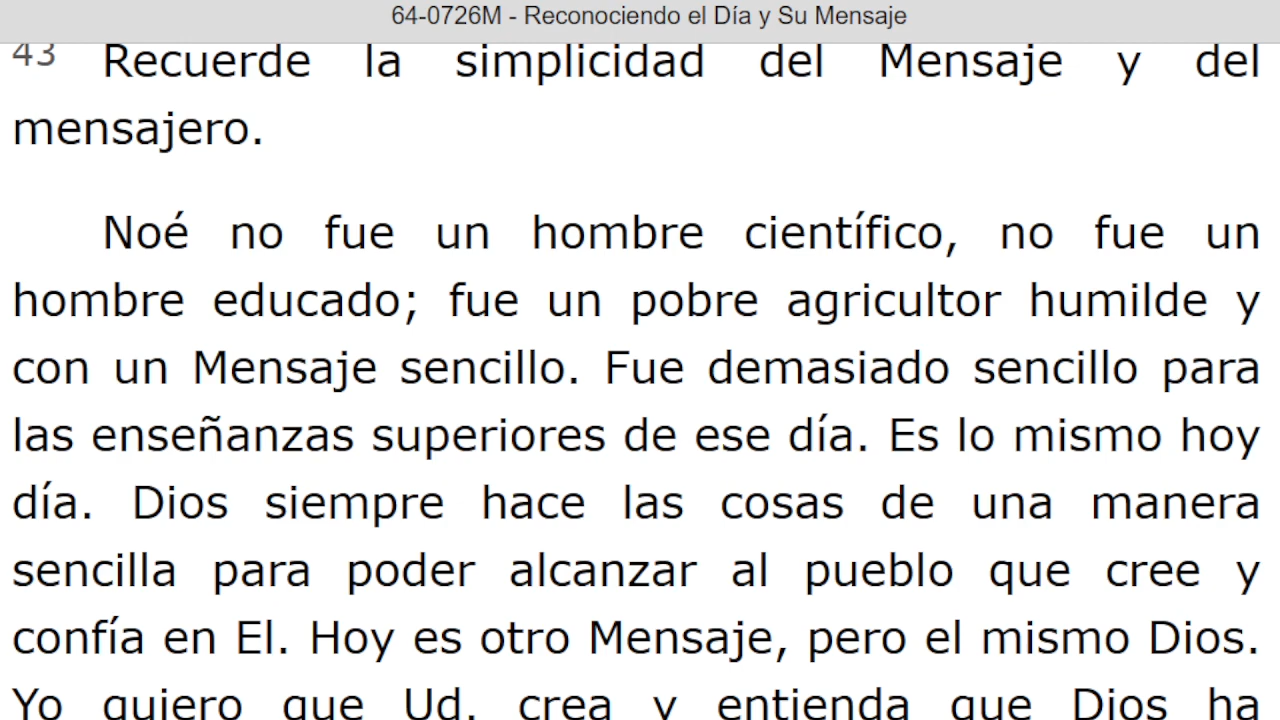 64-0726M - Reconociendo el Día y Su Mensaje
43 Recuerde la simplicidad del Mensaje y del
mensajero.
Noé no fue un hombre científico, no fue un
hombre educado; fue un pobre agricultor humilde y
con un Mensaje sencillo. Fue demasiado sencillo para
las enseñanzas superiores de ese día. Es lo mismo hoy
día. Dios siempre hace las cosas de una manera
sencilla para poder alcanzar al pueblo que cree y
confía en El. Hoy es otro Mensaje, pero el mismo Dios.
Yo quiero que Ud. crea y entienda que Dios ha